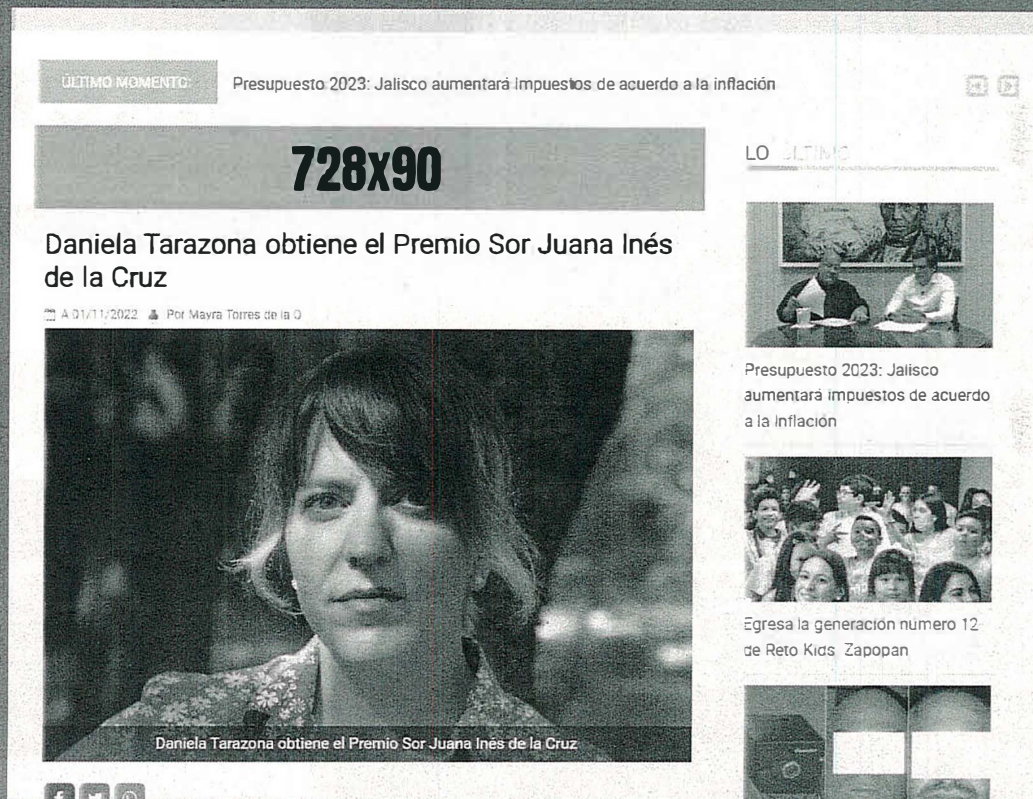 ÚLTIMO MOMENTO:
Presupuesto 2023: Jalisco aumentará impuestos de acuerdo a la inflación
728X90
Daniela Tarazona obtiene el Premio Sor Juana Inés
de la Cruz
A 01/11/2022 Por Mayra Torres de la O
Daniela Tarazona obtiene el Premio Sor Juana Inés de la Cruz
LO ÚLTIMO
Presupuesto 2023: Jalisco
aumentará impuestos de acuerdo
a la inflación
Egresa la generación número 12
de Reto Kids Zapopan